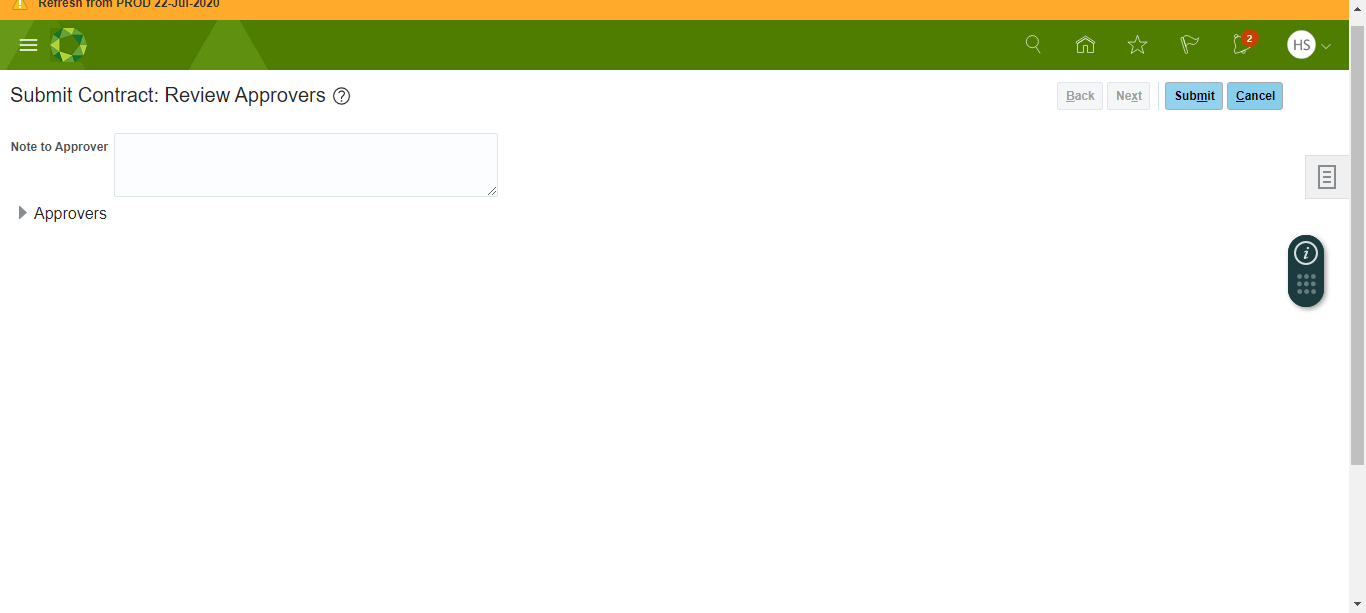 Refresh from PROD 22-Jul-2020
2
HS
Submit Contract: Review Approvers ?
Back Next Submit Cancel
Note to Approver
Approvers
i